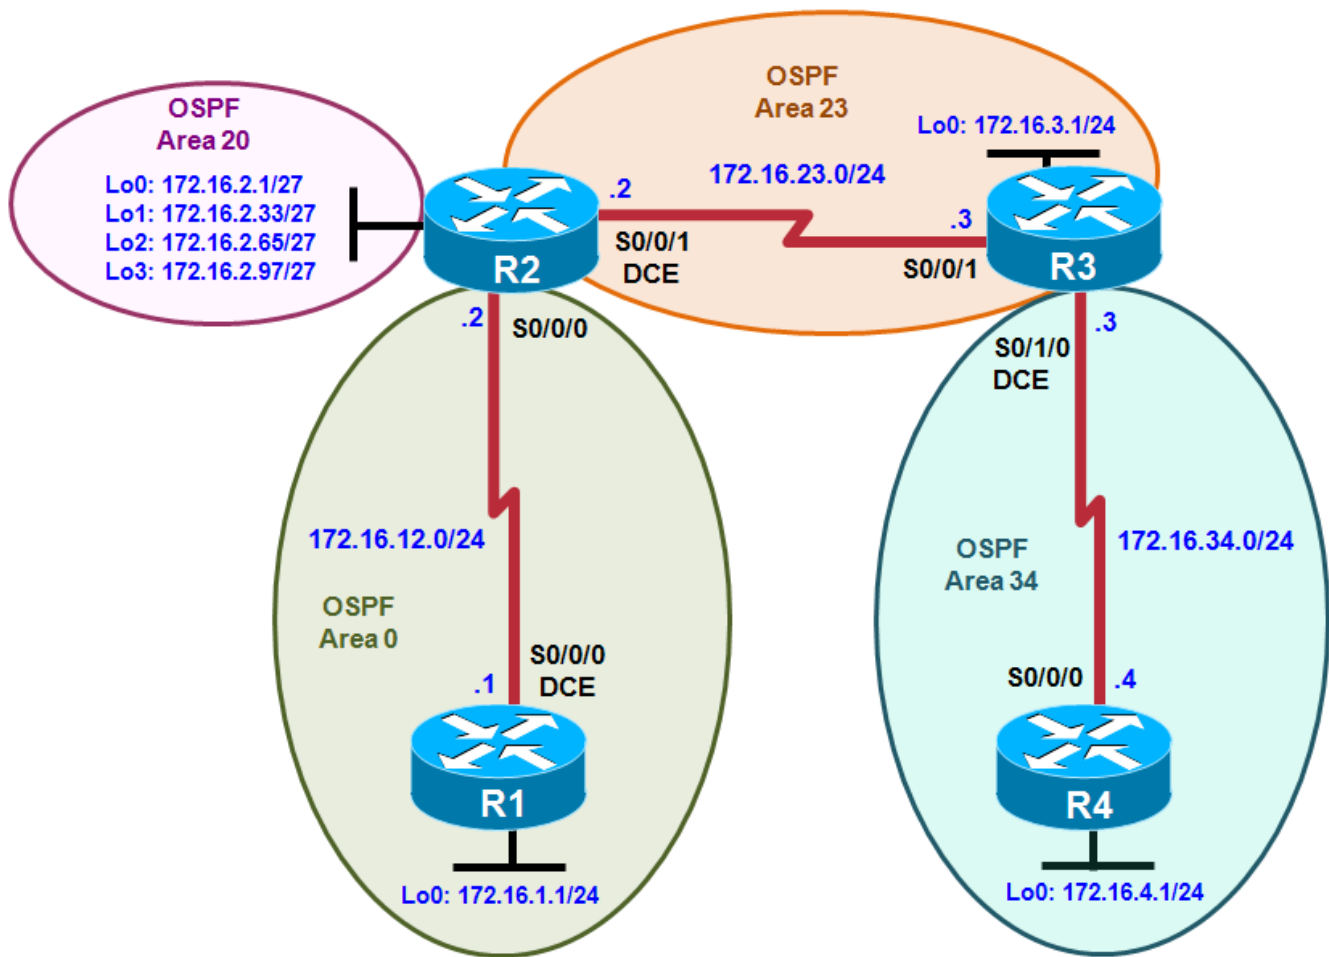 OSPF
Area 20
Lo0: 172.16.2.1/27
Lo1: 172.16.2.33/27
Lo2: 172.16.2.65/27
Lo3: 172.16.2.97/27
OSPF
Area 23
Lo0: 172.16.3.1/24
172.16.23.0/24
.2
S0/0/1
DCE
.3
S0/0/1
R2
R3
.2
S0/0/0
.3
S0/1/0
DCE
172.16.12.0/24
OSPF
Area 0
172.16.34.0/24
OSPF
Area 34
S0/0/0
DCE
.1
S0/0/0
.4
R1
R4
Lo0: 172.16.1.1/24
Lo0: 172.16.4.1/24